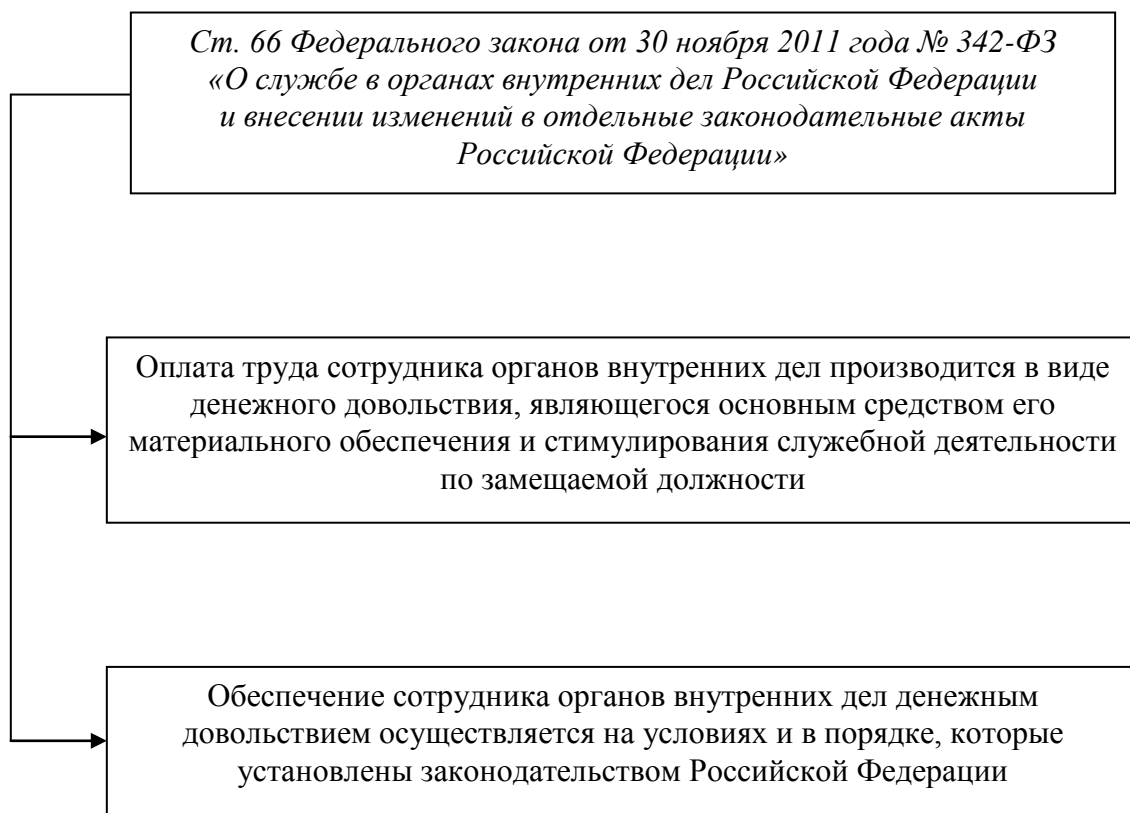 Ст. 66 Федерального закона от 30 ноября 2011 года № 342-ФЗ
«О службе в органах внутренних дел Российской Федерации
и внесении изменений в отдельные законодательные акты
Российской Федерации»
Оплата труда сотрудника органов внутренних дел производится в виде
денежного довольствия, являющегося основным средством его
материального обеспечения и стимулирования служебной деятельности
по замещаемой должности
Обеспечение сотрудника органов внутренних дел денежным
довольствием осуществляется на условиях и в порядке, которые
установлены законодательством Российской Федерации